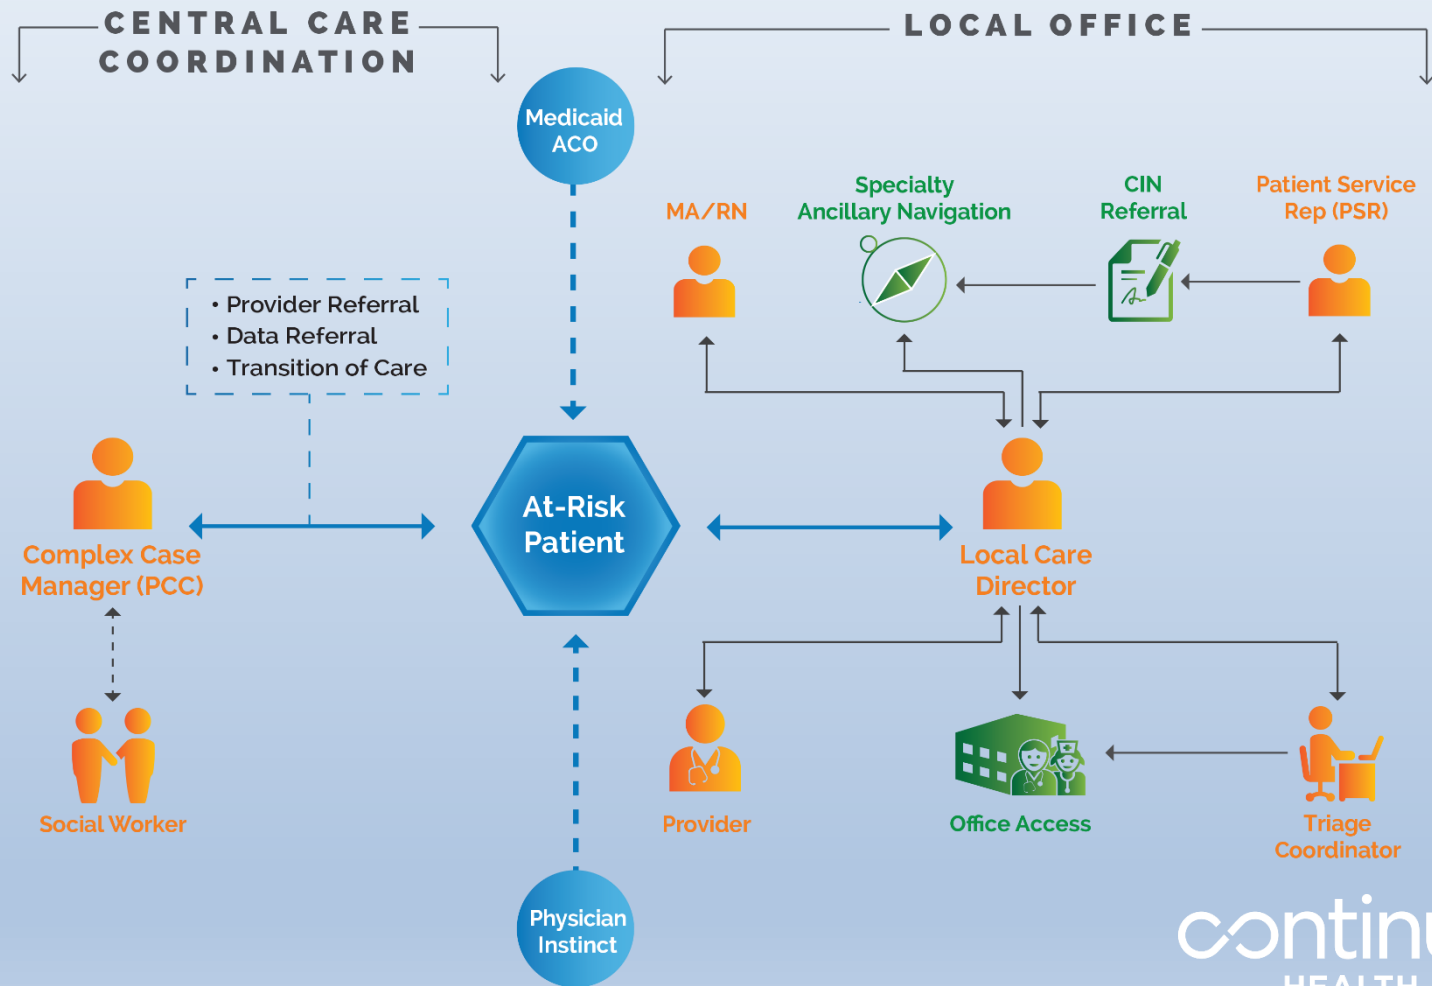 CENTRAL CARE
COORDINATION
LOCAL OFFICE
Medicaid
ACO
MA/RN
Specialty
Ancillary Navigation
CIN
Referral
Patient Service
Rep (PSR)
• Provider Referral
• Data Referral
• Transition of Care
Complex Case
Manager (PCC)
At-Risk
Patient
Local Care
Director
Social Worker
Provider
Office Access
Triage
Coordinator
Physician
Instinct
HEALTH